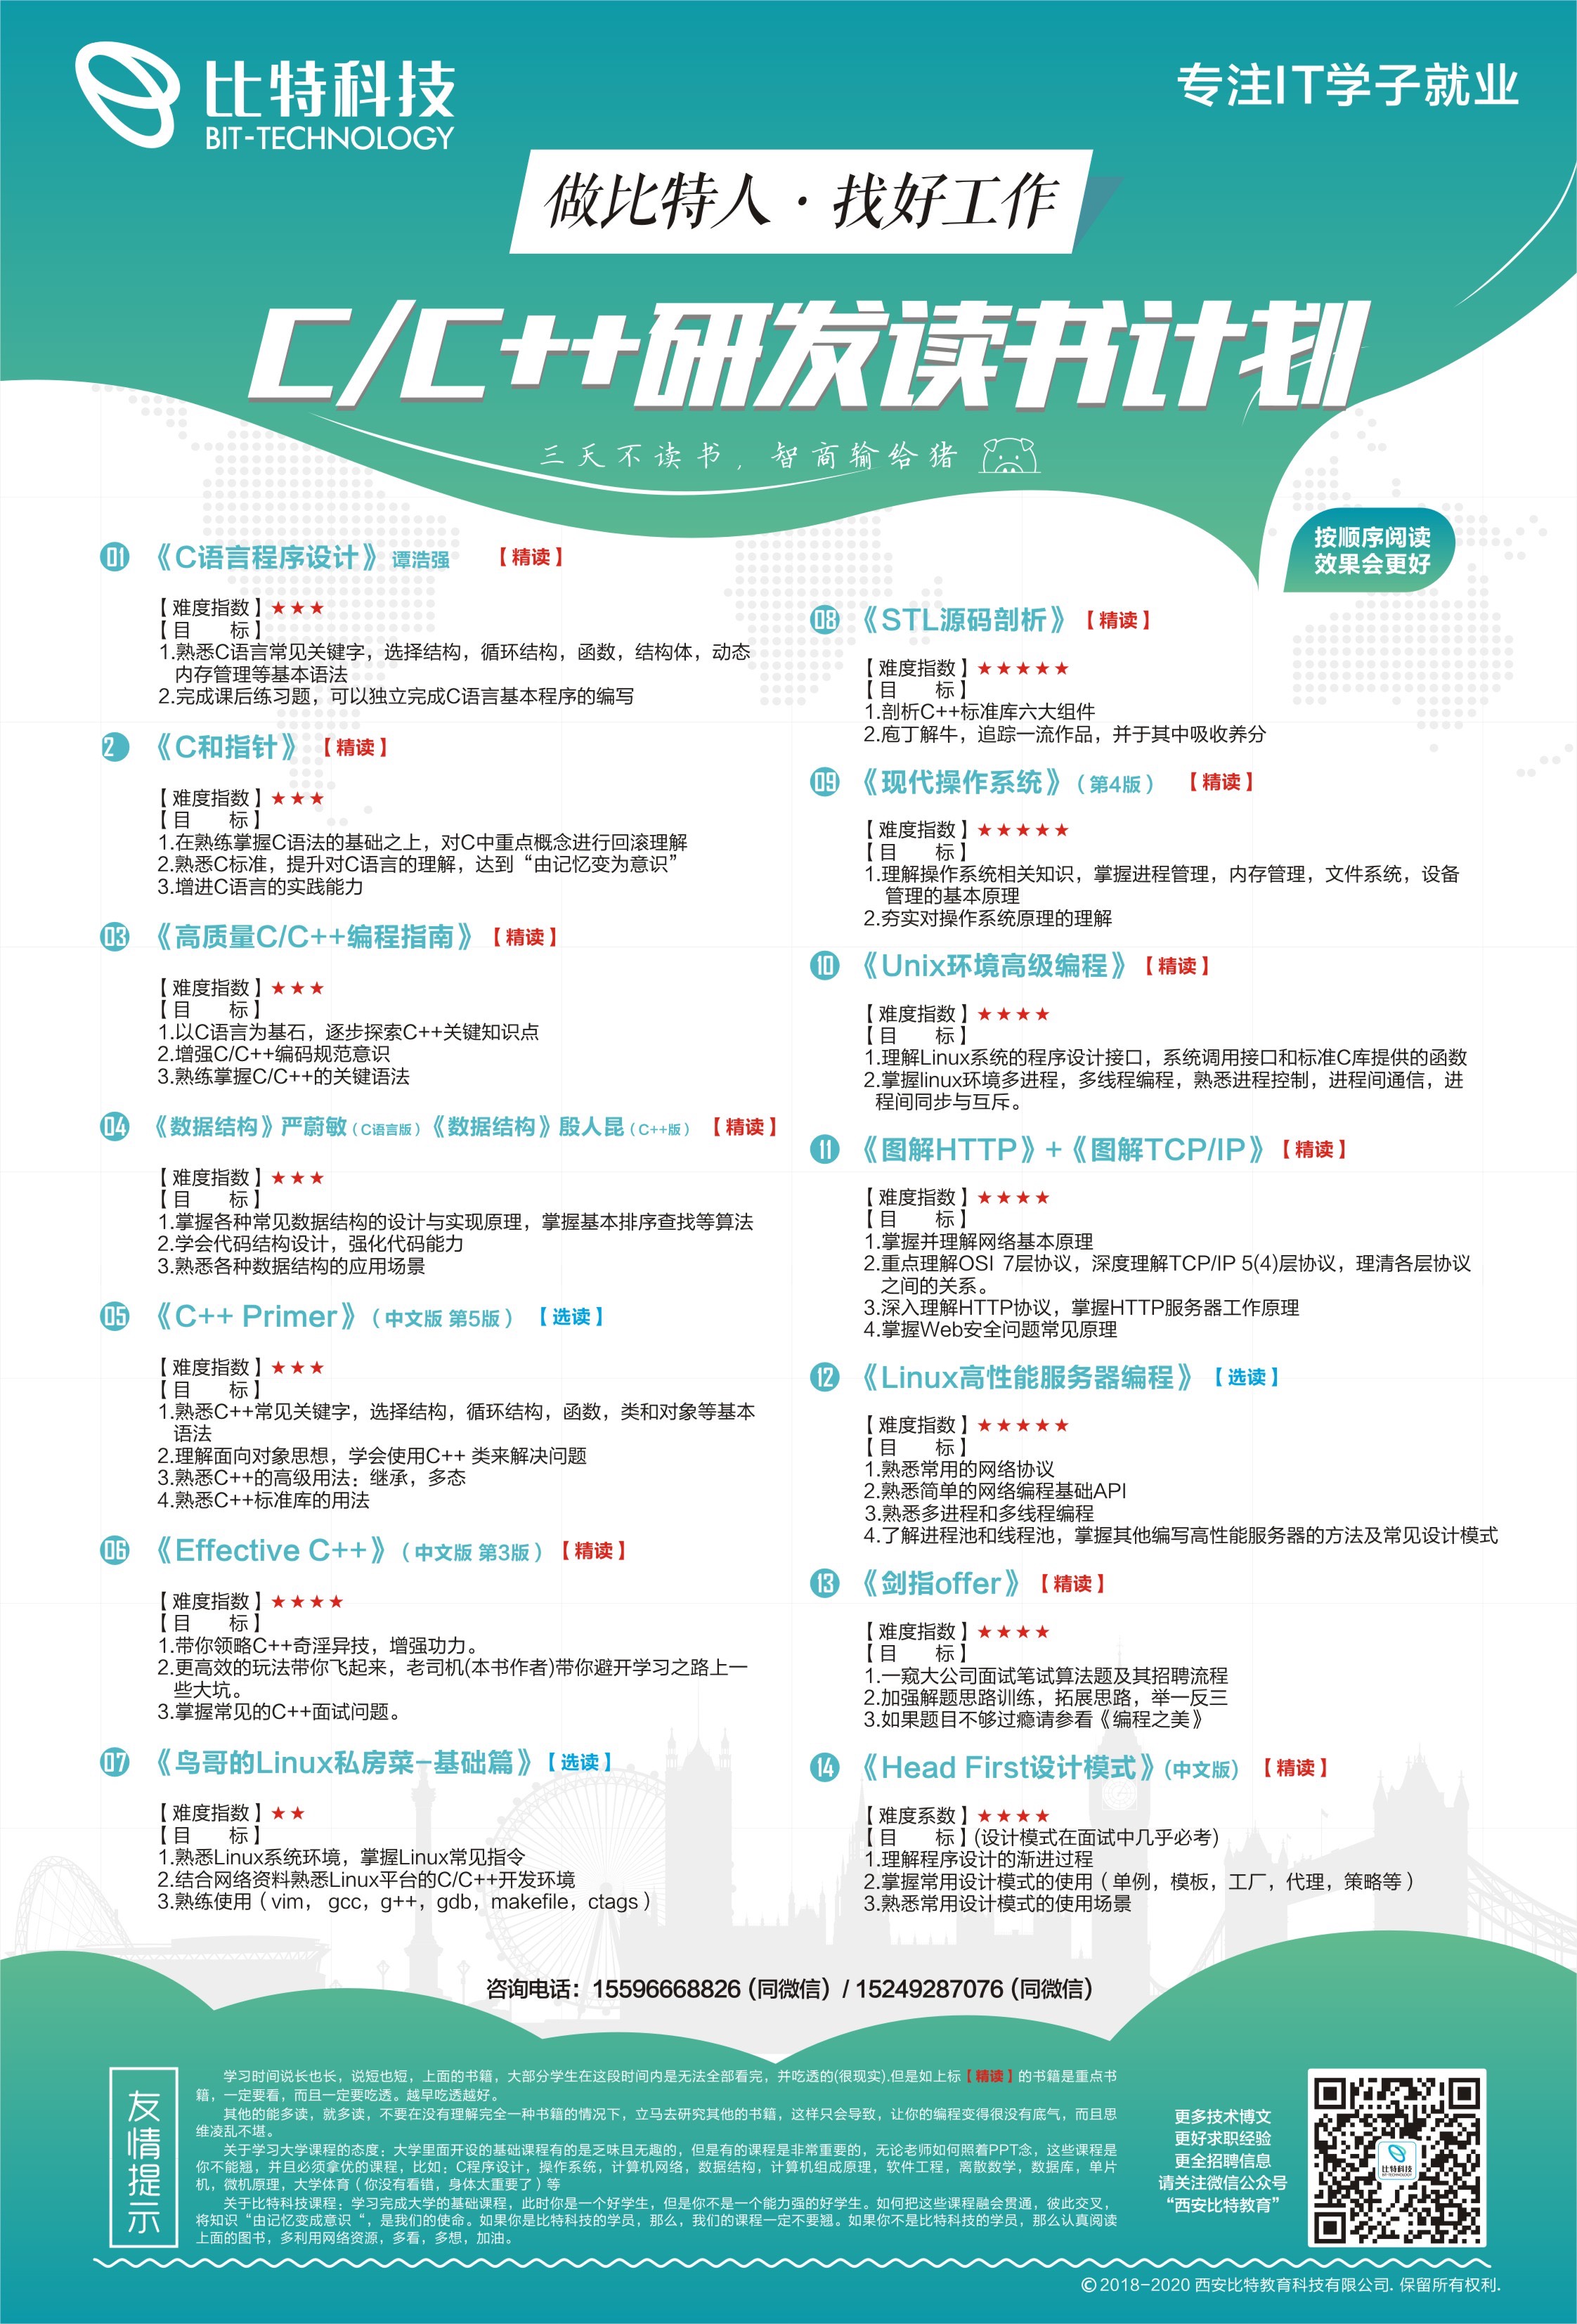 比特科技
BIT-TECHNOLOGY
专注IT学子就业
做比特人·找好工作
C/C++研发读书计划
三天不读书，智商输给猪
按顺序阅读
效果会更好
01 《C语言程序设计》谭浩强 【精读】
【难度指数】★★★
【目 标】
1.熟悉C语言常见关键字，选择结构，循环结构，函数，结构体，动态
内存管理等基本语法
2.完成课后练习题，可以独立完成C语言基本程序的编写
2 《C和指针》 【精读】
【难度指数】★★★
【目 标】
1.在熟练掌握C语法的基础之上，对C中重点概念进行回滚理解
2.熟悉C标准，提升对C语言的理解，达到“由记忆变为意识”
3.增进C语言的实践能力
03 《高质量C/C++编程指南》【精读】
【难度指数】★★★
【目 标】
1.以C语言为基石，逐步探索C++关键知识点
2.增强C/C++编码规范意识
3.熟练掌握C/C++的关键语法
04 《数据结构》严蔚敏（C语言版）《数据结构》殷人昆（C++版） 【精读】
【难度指数】★★★
【目 标】
1.掌握各种常见数据结构的设计与实现原理，掌握基本排序查找等算法
2.学会代码结构设计，强化代码能力
3.熟悉各种数据结构的应用场景
05 《C++ Primer》（中文版 第5版） 【选读】
【难度指数】★★★
【目 标】
1.熟悉C++常见关键字，选择结构，循环结构，函数，类和对象等基本
语法
2.理解面向对象思想，学会使用C++ 类来解决问题
3.熟悉C++的高级用法：继承，多态
4.熟悉C++标准库的用法
06 《Effective C++》（中文版 第3版）【精读】
【难度指数】★★★★
【目 标】
1.带你领略C++奇淫异技，增强功力。
2.更高效的玩法带你飞起来，老司机(本书作者)带你避开学习之路上一
些大坑。
3.掌握常见的C++面试问题。
07 《鸟哥的Linux私房菜-基础篇》【选读】
【难度指数】★★
【目 标】
1.熟悉Linux系统环境，掌握Linux常见指令
2.结合网络资料熟悉Linux平台的C/C++开发环境
3.熟练使用（vim， gcc，g++，gdb，makefile，ctags）
08 《STL源码剖析》【精读】
【难度指数】★★★★★
【目 标】
1.剖析C++标准库六大组件
2.庖丁解牛，追踪一流作品，并于其中吸收养分
09 《现代操作系统》（第4版） 【精读】
【难度指数】★★★★★
【目 标】
1.理解操作系统相关知识，掌握进程管理，内存管理，文件系统，设备
管理的基本原理
2.夯实对操作系统原理的理解
10 《Unix环境高级编程》【精读】
【难度指数】★★★★
【目 标】
1.理解Linux系统的程序设计接口，系统调用接口和标准C库提供的函数
2.掌握linux环境多进程，多线程编程，熟悉进程控制，进程间通信，进
程间同步与互斥。
11 《图解HTTP》+《图解TCP/IP》【精读】
【难度指数】★★★★
【目 标】
1.掌握并理解网络基本原理
2.重点理解OSI 7层协议，深度理解TCP/IP 5(4)层协议，理清各层协议
之间的关系。
3.深入理解HTTP协议，掌握HTTP服务器工作原理
4.掌握Web安全问题常见原理
12 《Linux高性能服务器编程》 【选读】
【难度指数】★★★★★
【目 标】
1.熟悉常用的网络协议
2.熟悉简单的网络编程基础API
3.熟悉多进程和多线程编程
4.了解进程池和线程池，掌握其他编写高性能服务器的方法及常见设计模式
13 《剑指offer》【精读】
【难度指数】★★★★
【目 标】
1.一窥大公司面试笔试算法题及其招聘流程
2.加强解题思路训练，拓展思路，举一反三
3.如果题目不够过瘾请参看《编程之美》
14 《Head First设计模式》(中文版) 【精读】
【难度系数】★★★★
【目 标】(设计模式在面试中几乎必考)
1.理解程序设计的渐进过程
2.掌握常用设计模式的使用（单例，模板，工厂，代理，策略等）
3.熟悉常用设计模式的使用场景
咨询电话：15596668826（同微信）/ 15249287076（同微信）
友情提示
学习时间说长也长，说短也短，上面的书籍，大部分学生在这段时间内是无法全部看完，并吃透的(很现实).但是如上标【精读】的书籍是重点书
籍，一定要看，而且一定要吃透。越早吃透越好。
其他的能多读，就多读，不要在没有理解完全一种书籍的情况下，立马去研究其他的书籍，这样只会导致，让你的编程变得很没有底气，而且思
维凌乱不堪。
关于学习大学课程的态度：大学里面开设的基础课程有的是乏味且无趣的，但是有的课程是非常重要的，无论老师如何照着PPT念，这些课程是
你不能翘，并且必须拿优的课程，比如：C程序设计，操作系统，计算机网络，数据结构，计算机组成原理，软件工程，离散数学，数据库，单片
机，微机原理，大学体育（你没有看错，身体太重要了）等
关于比特科技课程：学习完成大学的基础课程，此时你是一个好学生，但是你不是一个能力强的好学生。如何把这些课程融会贯通，彼此交叉，
将知识“由记忆变成意识“，是我们的使命。如果你是比特科技的学员，那么，我们的课程一定不要翘。如果你不是比特科技的学员，那么认真阅读
上面的图书，多利用网络资源，多看，多想，加油。
更多技术博文
更好求职经验
更全招聘信息
请关注微信公众号
“西安比特教育”
比特科技
BIT-TECHNOLOGY
©2018-2020 西安比特教育科技有限公司. 保留所有权利.